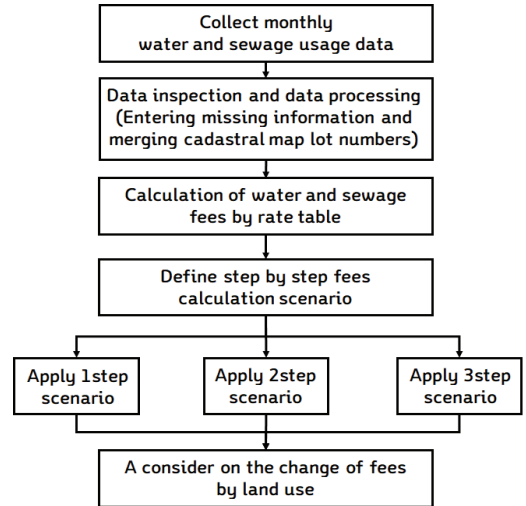 Collect monthly
water and sewage usage data
Data inspection and data processing
(Entering missing information and
merging cadastral map lot numbers)
Calculation of water and sewage
fees by rate table
Define step by step fees
calculation scenario
Apply 1step
scenario
Apply 2step
scenario
Apply 3step
scenario
A consider on the change of fees
by land use